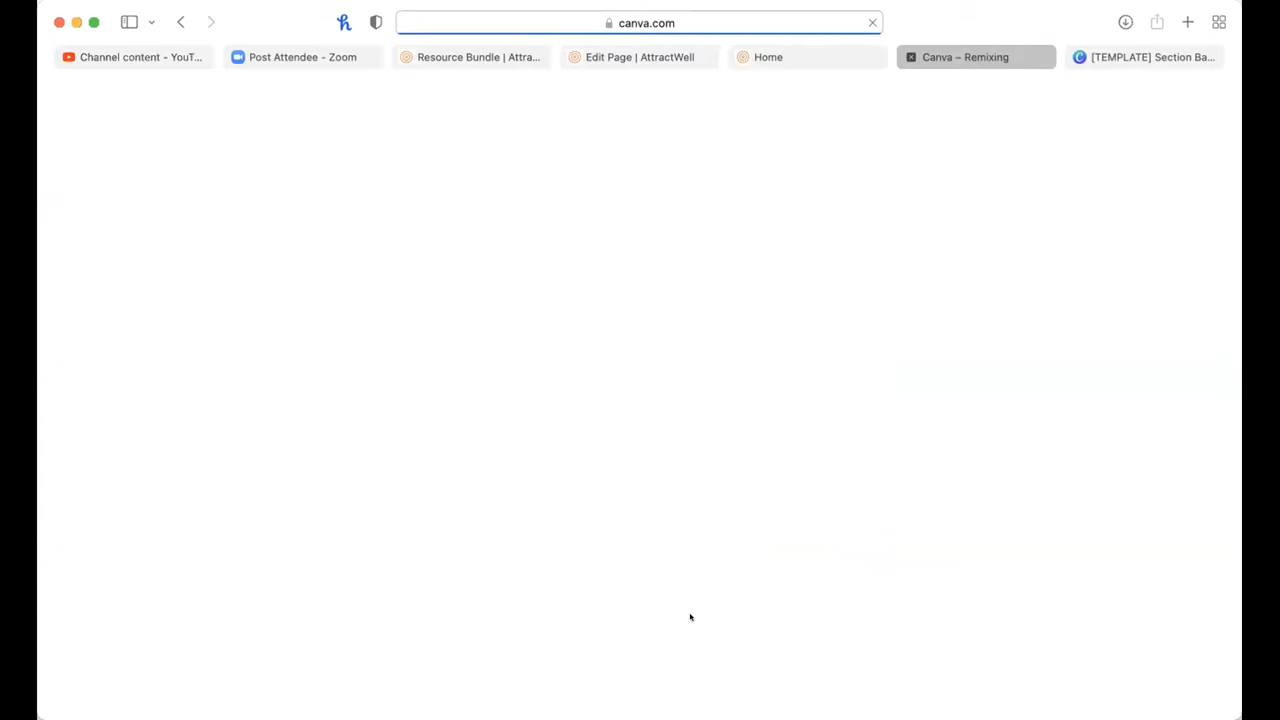 canva.com
Channel content - YouT...
Post Attendee - Zoom
Resource Bundle | Attra...
Edit Page | AttractWell
Home
Canva – Remixing
[TEMPLATE] Section Ba...